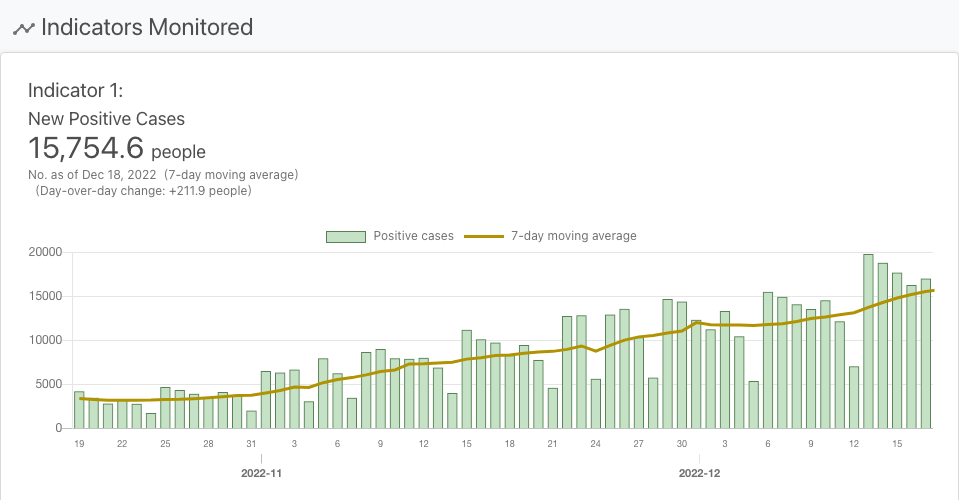 Indicators Monitored
Indicator 1:
New Positive Cases
15,754.6 people
No. as of Dec 18, 2022 (7-day moving average)
(Day-over-day change: +211.9 people)
Positive cases 7-day moving average
20000
15000
10000
5000
0
19 22 25 28 31 3 6 9 12 15 18 21 24 27 30 3 6 9 12 15
2022-11 2022-12